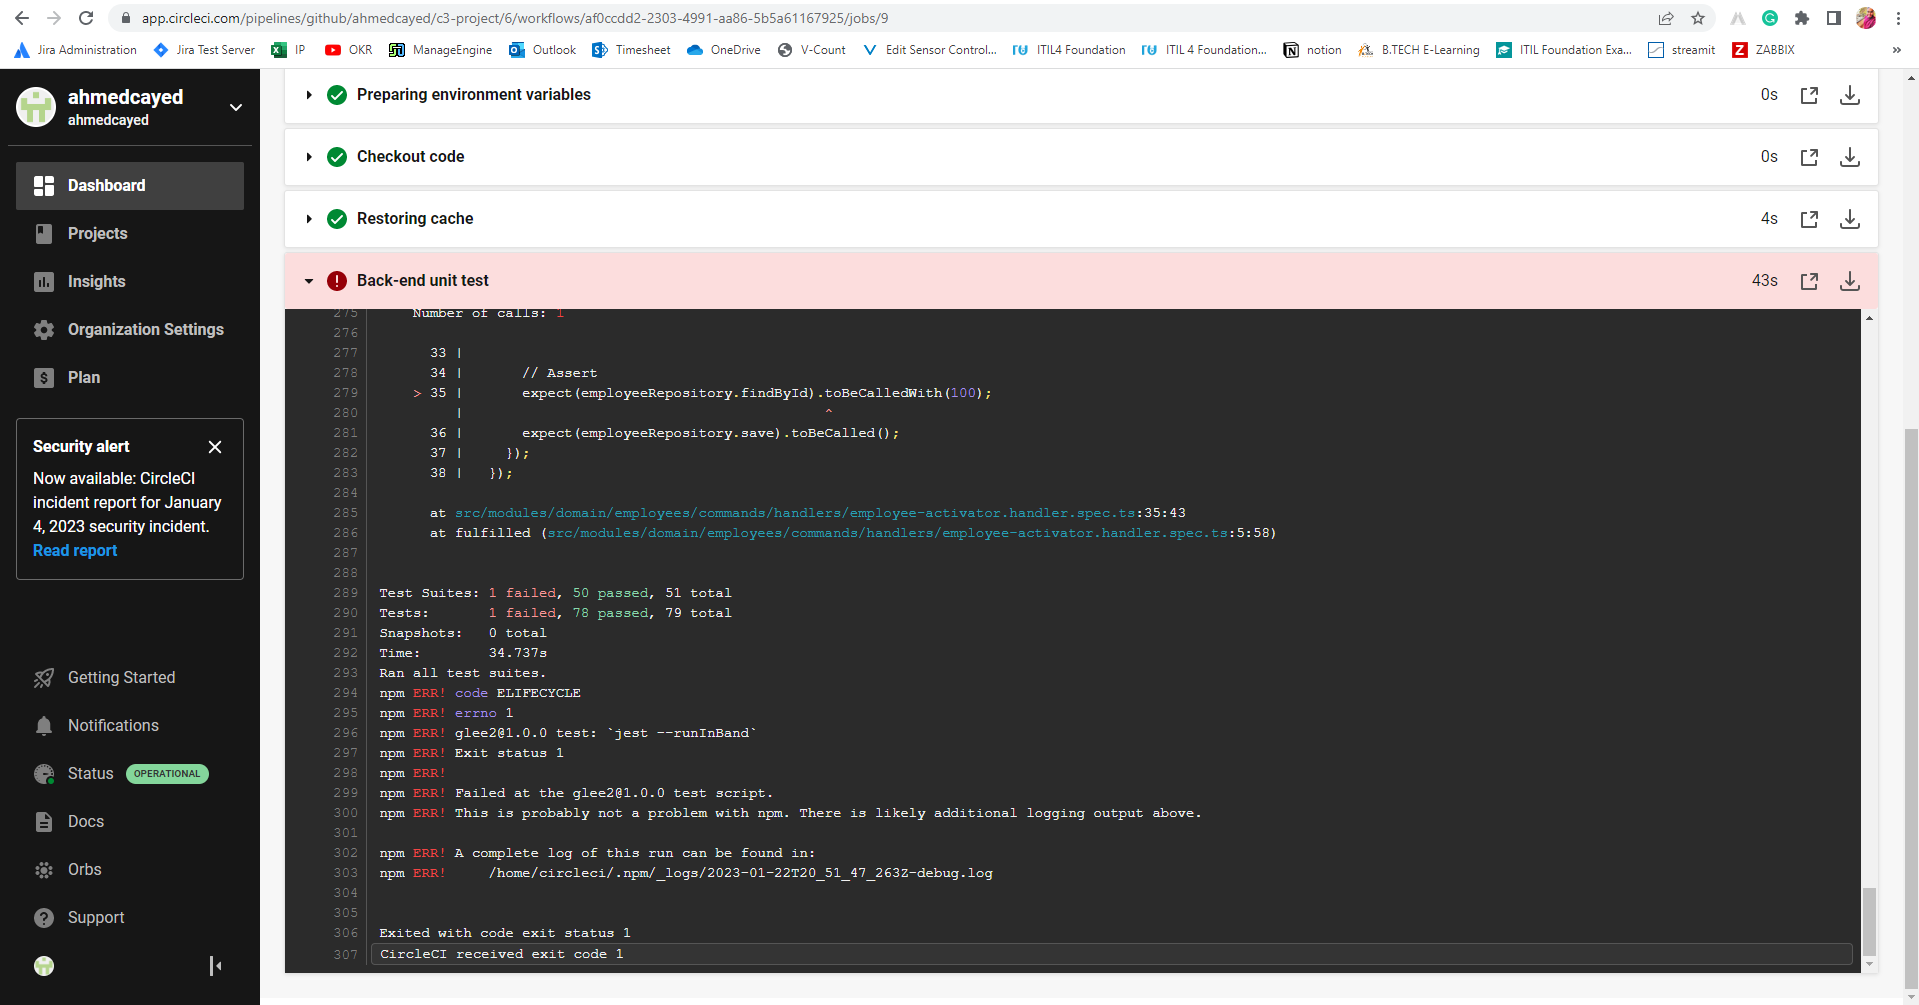 app.circleci.com/pipelines/github/ahmedcayed/c3-project/6/workflows/af0ccdd2-2303-4991-aa86-5b5a61167925/jobs/9
Jira Administration
Jira Test Server
IP
OKR
ManageEngine
Outlook
Timesheet
OneDrive
V-Count
Edit Sensor Control...
ITIL4 Foundation
ITIL 4 Foundation...
notion
B.TECH E-Learning
ITIL Foundation Exa...
streamit
ZABBIX
»
ahmedcayed
ahmedcayed
Dashboard
Projects
Insights
Organization Settings
Plan
Security alert
Now available: CircleCI
incident report for January
4, 2023 security incident.
Read report
Getting Started
Notifications
Status OPERATIONAL
Docs
Orbs
Support
Preparing environment variables 0s
Checkout code 0s
Restoring cache 4s
Back-end unit test 43s
275 Number of calls: 1
276
277 33 |
278 34 | // Assert
279 > 35 | expect(employeeRepository.findById).toBeCalledWith(100);
280 | ^
281 36 | expect(employeeRepository.save).toBeCalled();
282 37 | });
283 38 | });
284
285 at src/modules/domain/employees/commands/handlers/employee-activator.handler.spec.ts:35:43
286 at fulfilled (src/modules/domain/employees/commands/handlers/employee-activator.handler.spec.ts:5:58)
287
288
289 Test Suites: 1 failed, 50 passed, 51 total
290 Tests: 1 failed, 78 passed, 79 total
291 Snapshots: 0 total
292 Time: 34.737s
293 Ran all test suites.
294 npm ERR! code ELIFECYCLE
295 npm ERR! errno 1
296 npm ERR! glee2@1.0.0 test: `jest --runInBand`
297 npm ERR! Exit status 1
298 npm ERR!
299 npm ERR! Failed at the glee2@1.0.0 test script.
300 npm ERR! This is probably not a problem with npm. There is likely additional logging output above.
301
302 npm ERR! A complete log of this run can be found in:
303 npm ERR! /home/circleci/.npm/_logs/2023-01-22T20_51_47_263Z-debug.log
304
305
306 Exited with code exit status 1
307 CircleCI received exit code 1